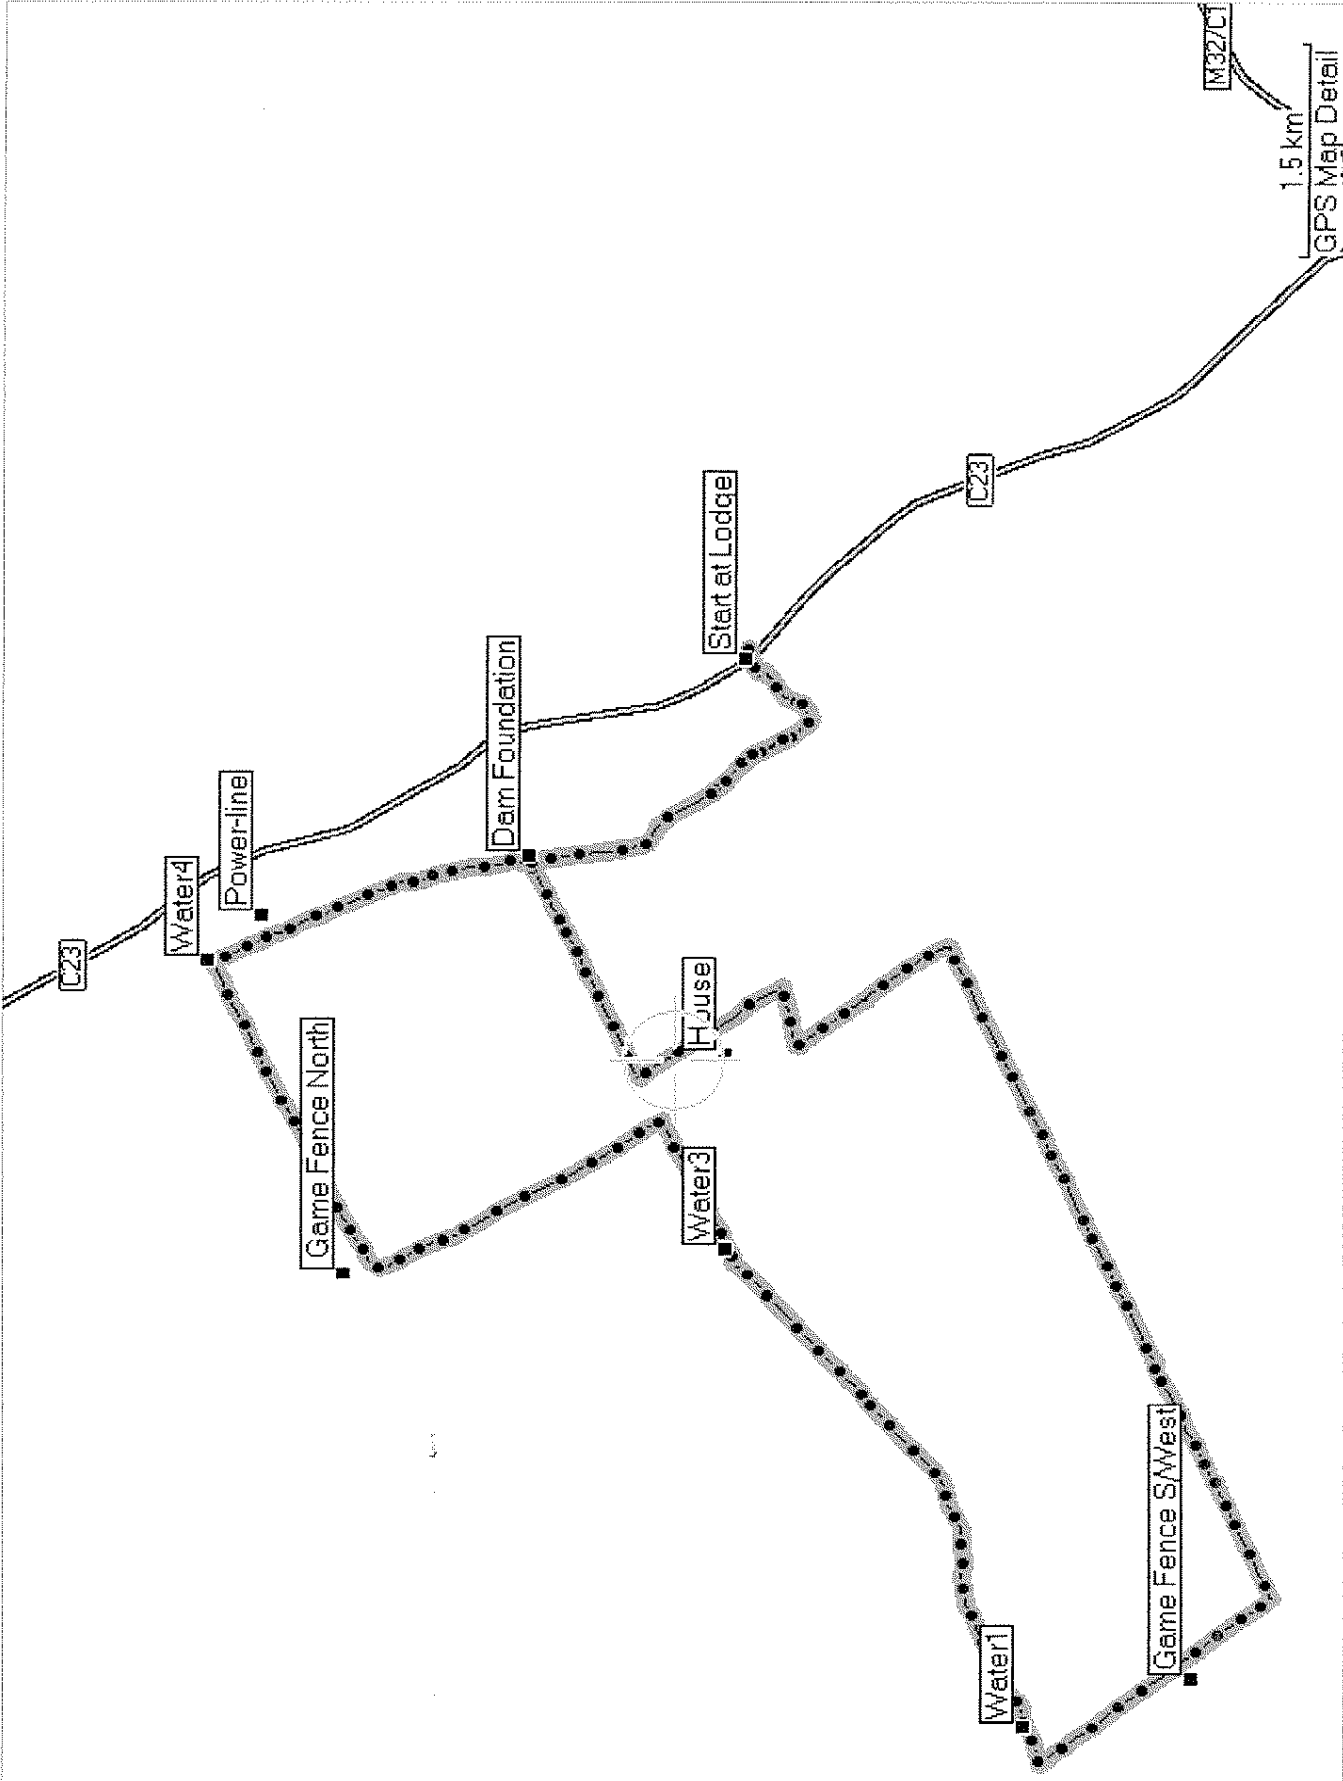 C23
Water4
Power-line
Game Fence North
Dam Foundation
Start at Lodge
House
Water3
C23
Water1
Game Fence S/West
M32/C1
1.5 km
GPS Map Detail